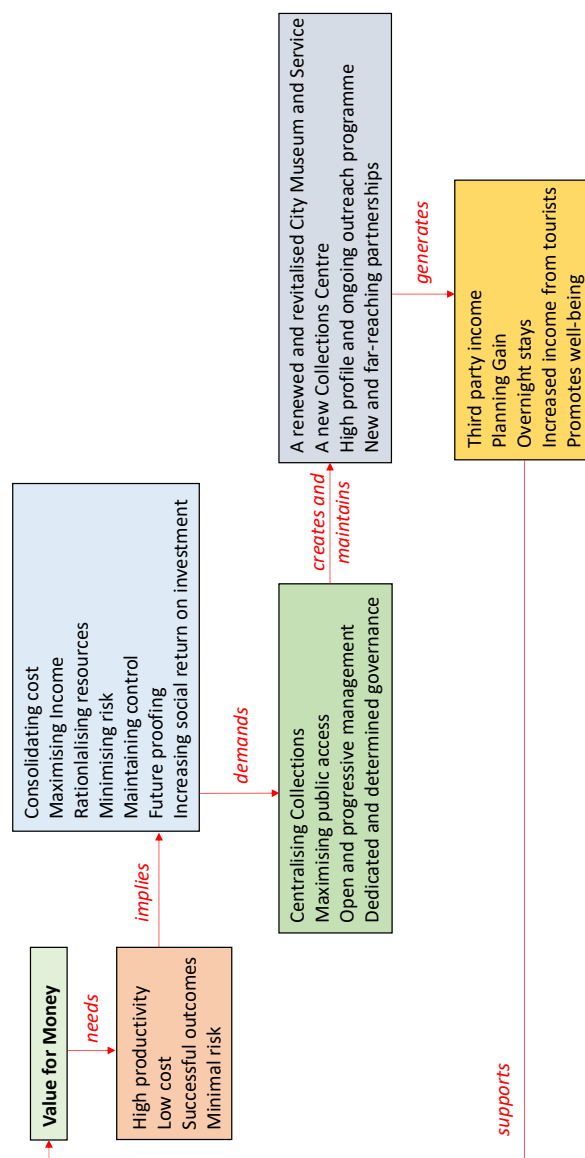 Value for Money
needs
High productivity
Low cost
Successful outcomes
Minimal risk
implies
Consolidating cost
Maximising Income
Rationlalising resources
Minimising risk
Maintaining control
Future proofing
Increasing social return on investment
demands
Centralising Collections
Maximising public access
Open and progressive management
Dedicated and determined governance
creates and
maintains
A renewed and revitalised City Museum and Service
A new Collections Centre
High profile and ongoing outreach programme
New and far-reaching partnerships
generates
Third party income
Planning Gain
Overnight stays
Increased income from tourists
Promotes well-being
supports